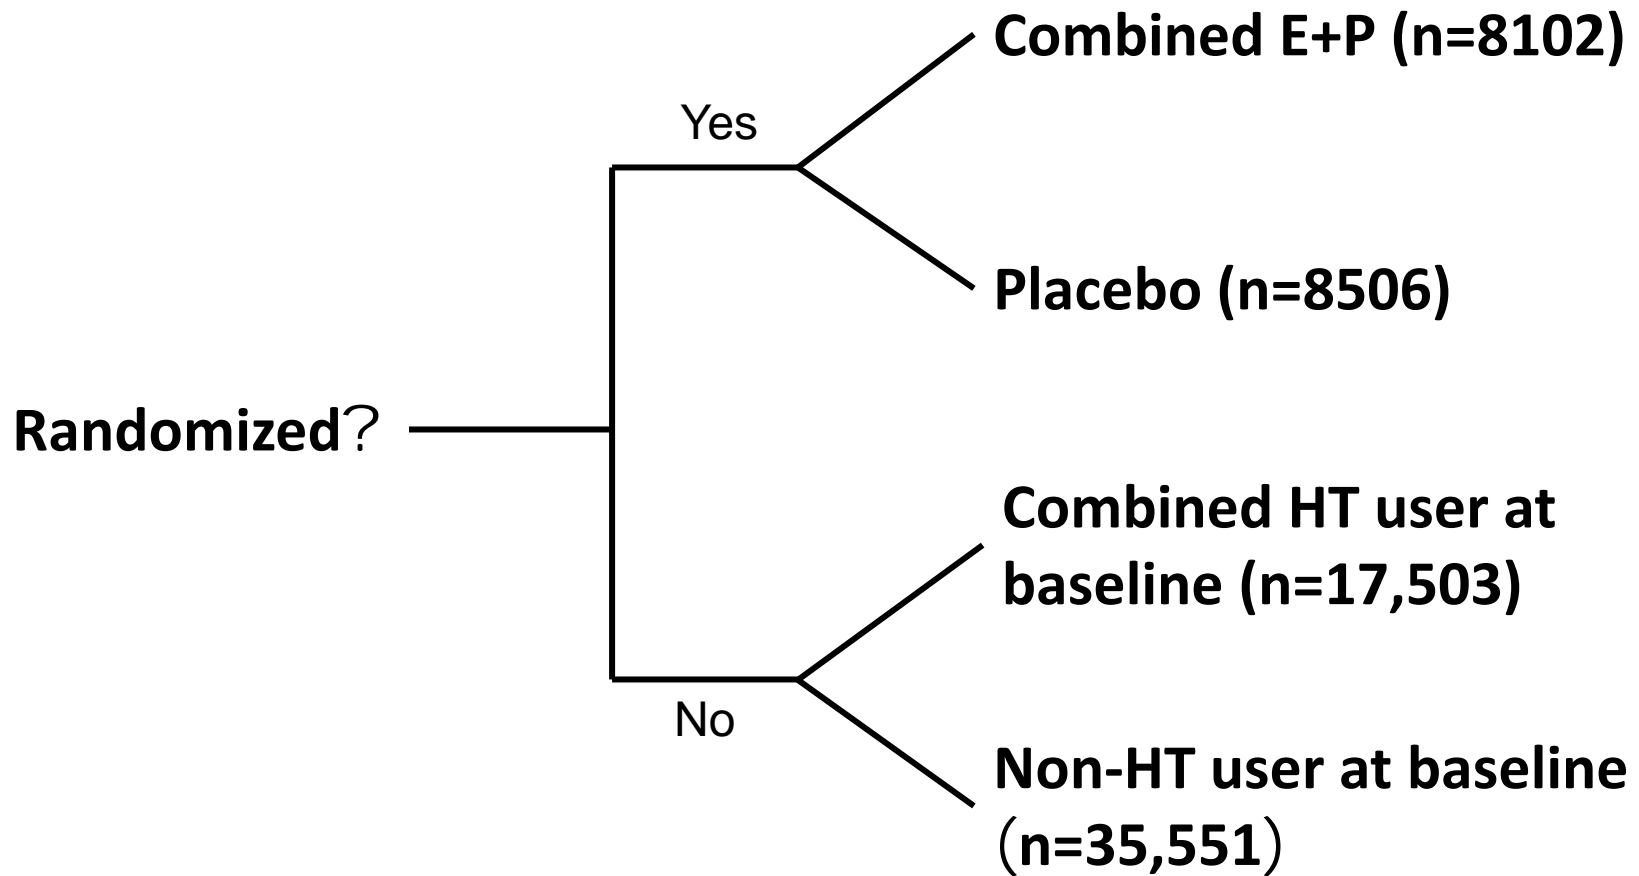 Combined E+P (n=8102)
Yes
Placebo (n=8506)
Randomized?
Combined HT user at
baseline (n=17,503)
No
Non-HT user at baseline
(n=35,551)